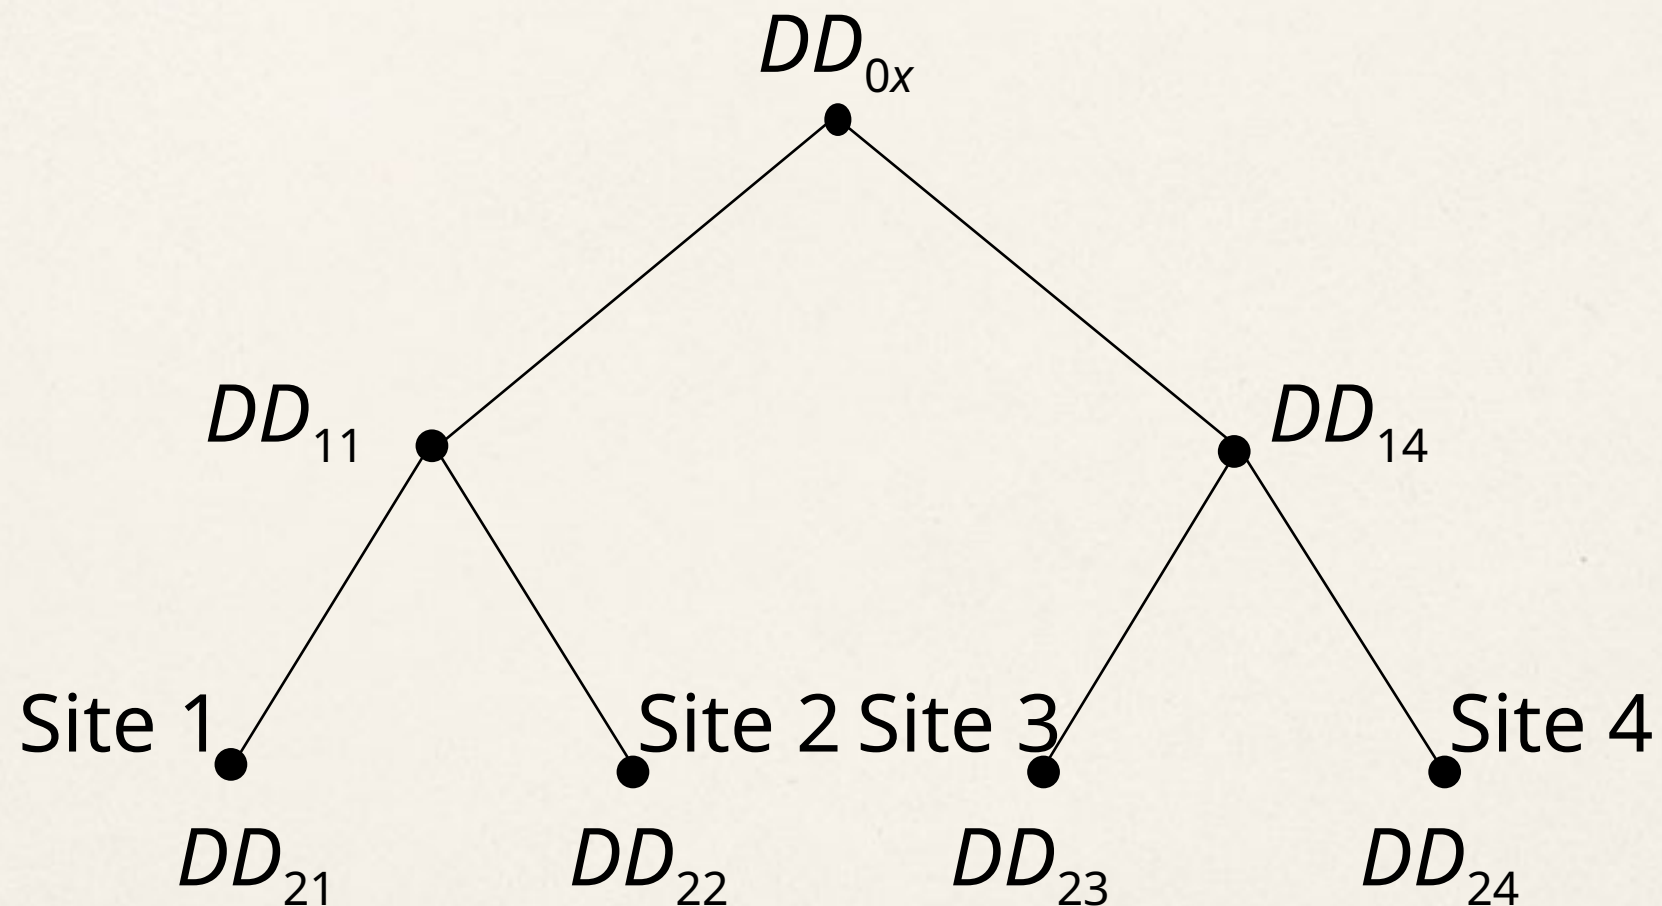 DD0x
DD11
DD14
Site 1
Site 2
Site 3
Site 4
DD21
DD22
DD23
DD24